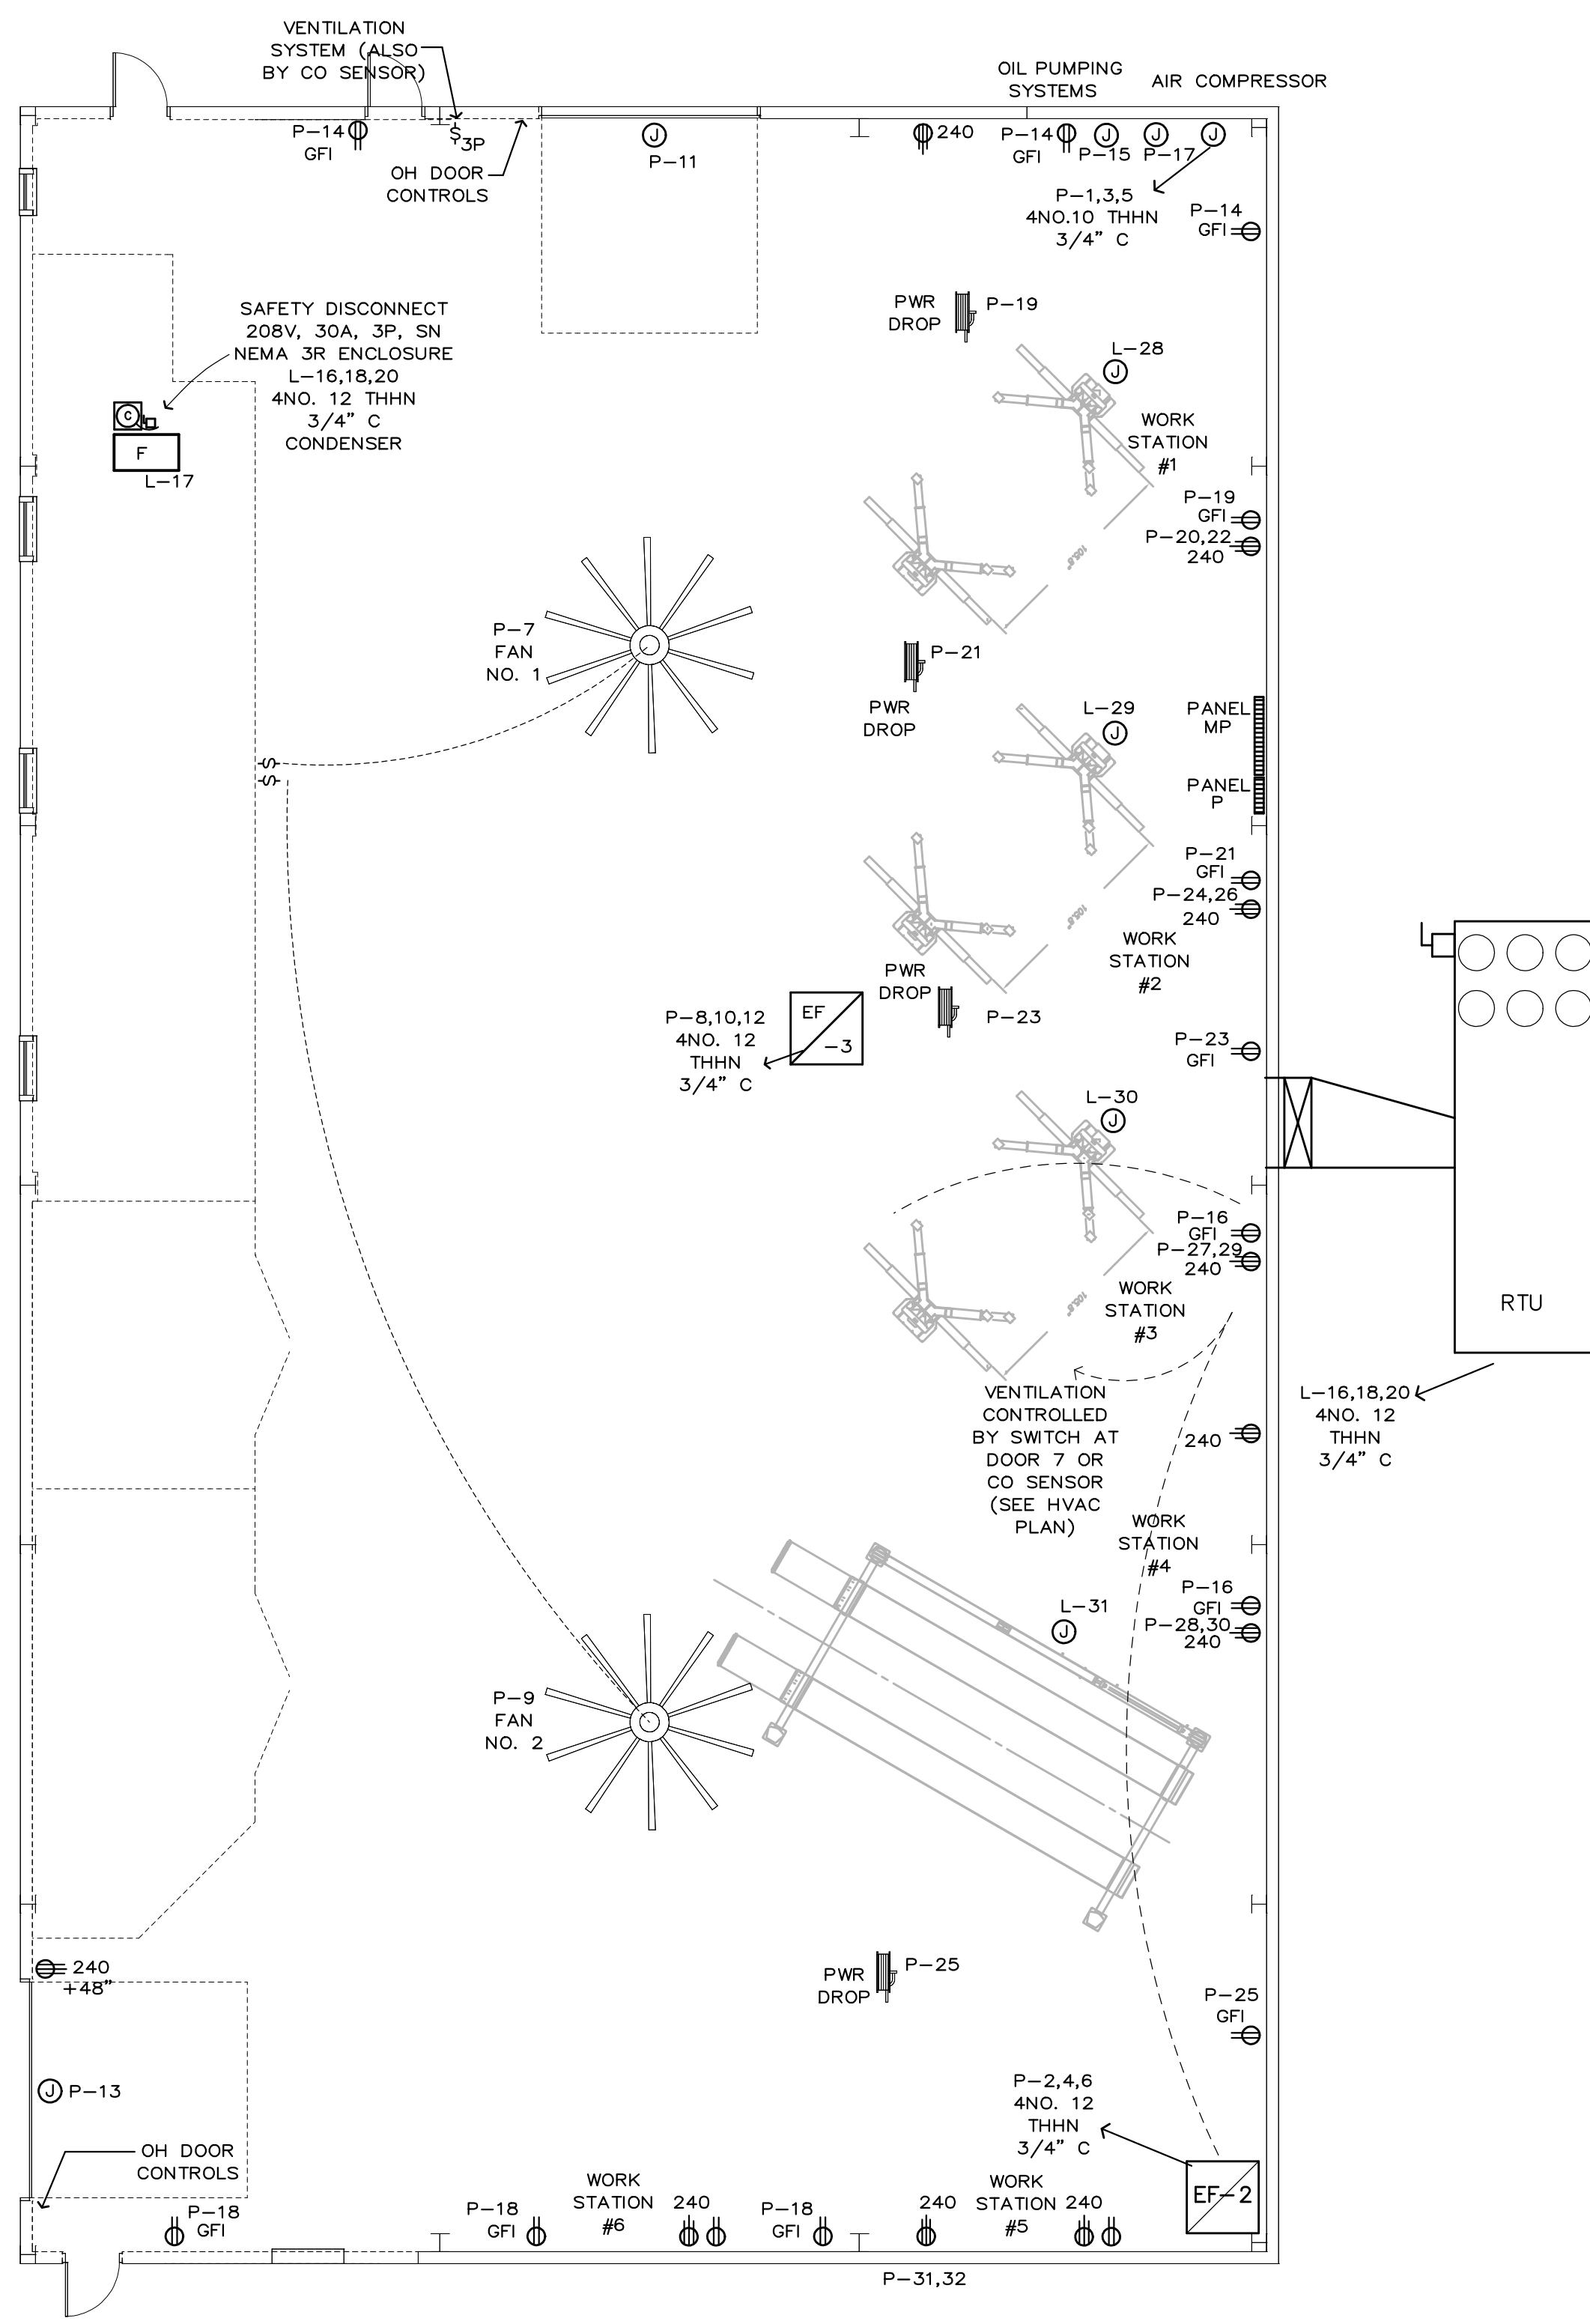 VENTILATION
SYSTEM (ALSO
BY CO SENSOR)
OIL PUMPING
SYSTEMS
AIR COMPRESSOR
P-14
GFI
$3P
OH DOOR
CONTROLS
J
P-11
240
P-14
GFI
J
P-15
J
P-17
J
P-1,3,5
4NO.10 THHN
3/4" C
P-14
GFI
SAFETY DISCONNECT
208V, 30A, 3P, SN
NEMA 3R ENCLOSURE
L-16,18,20
4NO. 12 THHN
3/4" C
CONDENSER
C
F
L-17
PWR
DROP
P-19
L-28
J
WORK
STATION
#1
P-19
GFI
P-20,22
240
105.5"
P-7
FAN
NO. 1
P-21
PWR
DROP
L-29
J
PANEL
MP
PANEL
P
$
$
P-21
GFI
P-24,26
240
105.5"
WORK
STATION
#2
PWR
DROP
P-23
P-8,10,12
4NO. 12
THHN
3/4" C
EF
-3
P-23
GFI
L-30
J
P-16
GFI
P-27,29
240
105.5"
WORK
STATION
#3
RTU
L-16,18,20
4NO. 12
THHN
3/4" C
VENTILATION
CONTROLLED
BY SWITCH AT
DOOR 7 OR
CO SENSOR
(SEE HVAC
PLAN)
240
WORK
STATION
#4
P-16
GFI
P-28,30
240
L-31
J
P-9
FAN
NO. 2
240
+48"
PWR
DROP
P-25
P-25
GFI
J P-13
P-2,4,6
4NO. 12
THHN
3/4" C
OH DOOR
CONTROLS
EF-2
P-18
GFI
P-18
GFI
WORK
STATION
#6
240
P-18
GFI
240
WORK
STATION
#5
240
P-31,32